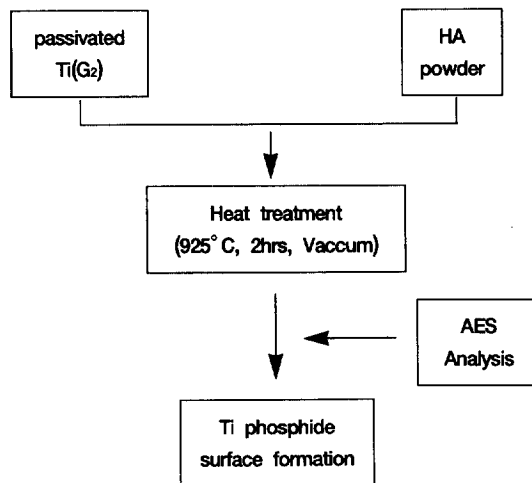 passivated
Ti(G₂)
HA
powder
Heat treatment
(925°C, 2hrs, Vaccum)
AES
Analysis
Ti phosphide
surface formation